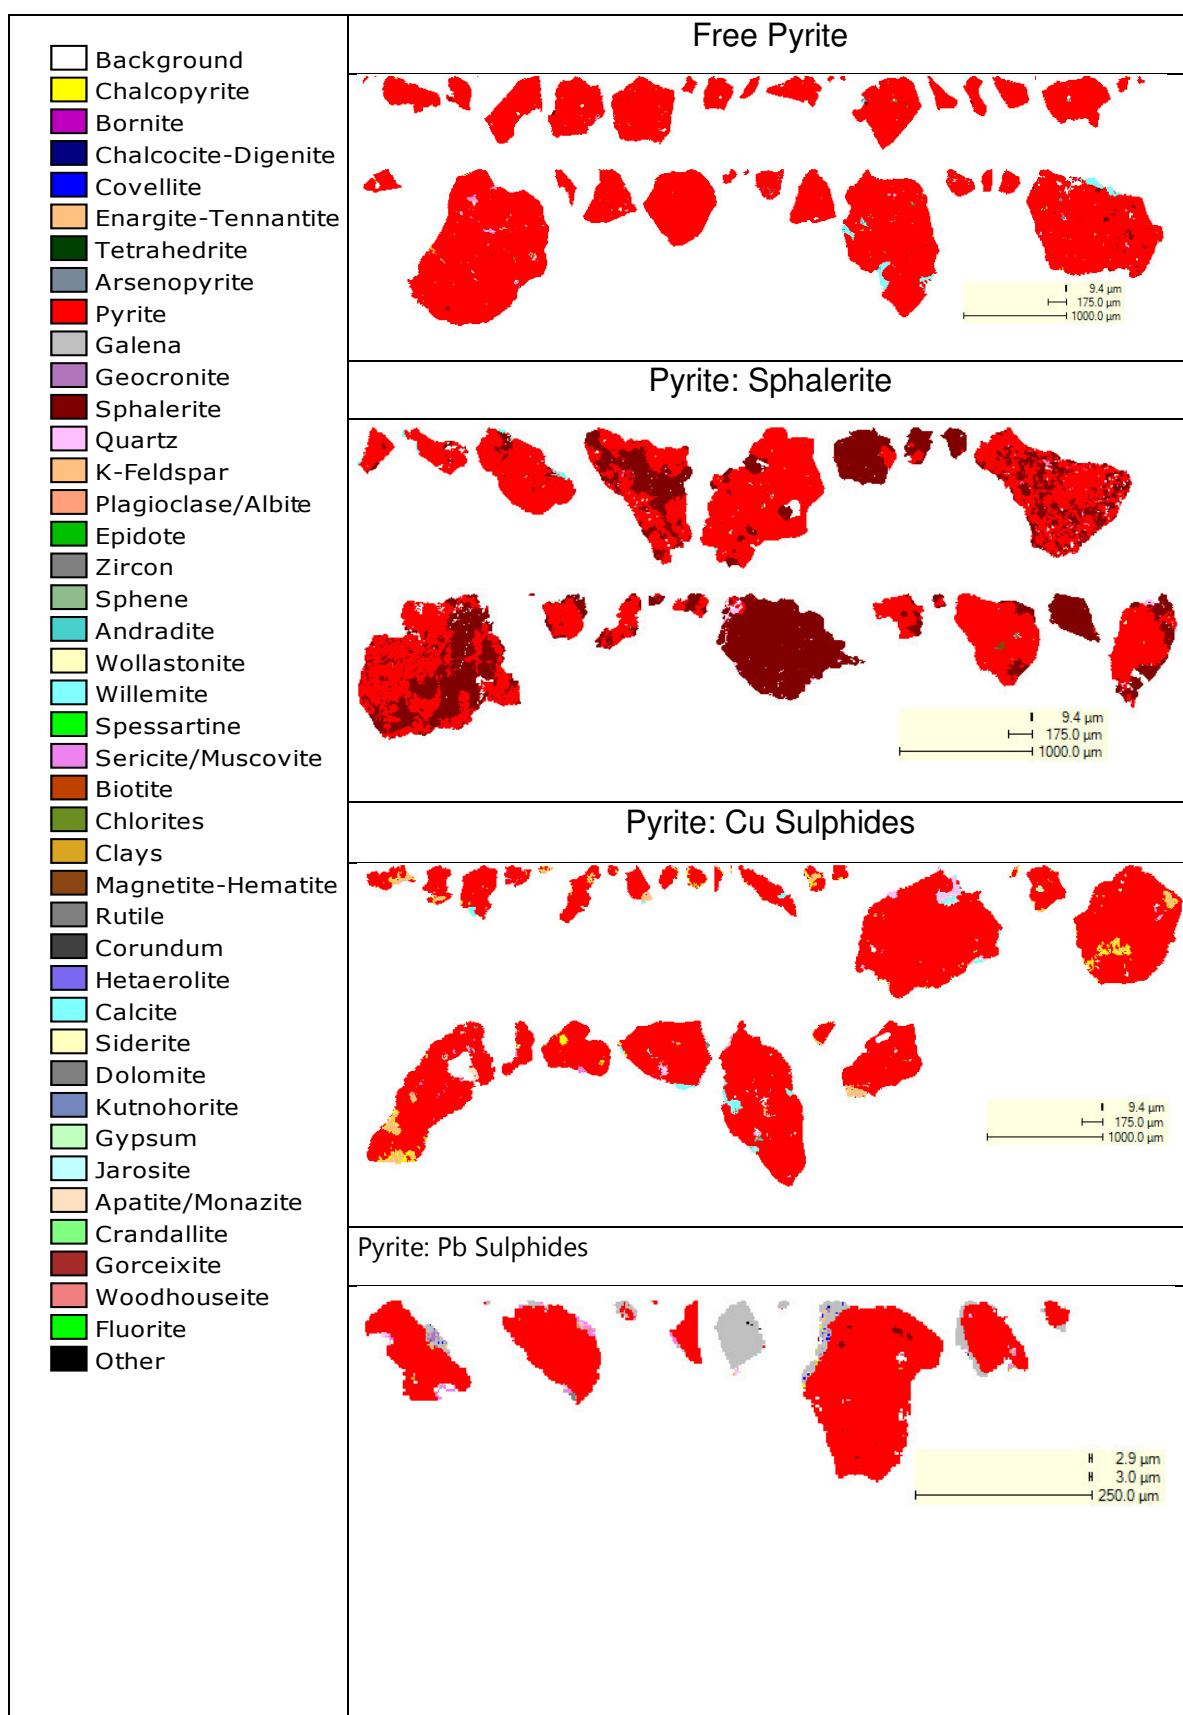 Background
Chalcopyrite
Bornite
Chalcocite-Digenite
Covellite
Enargite-Tennantite
Tetrahedrite
Arsenopyrite
Pyrite
Galena
Geocronite
Sphalerite
Quartz
K-Feldspar
Plagioclase/Albite
Epidote
Zircon
Sphene
Andradite
Wollastonite
Willemite
Spessartine
Sericite/Muscovite
Biotite
Chlorites
Clays
Magnetite-Hematite
Rutile
Corundum
Hetaerolite
Calcite
Siderite
Dolomite
Kutnohorite
Gypsum
Jarosite
Apatite/Monazite
Crandallite
Gorceixite
Woodhouseite
Fluorite
Other
Free Pyrite
9.4 µm
175.0 µm
1000.0 µm
Pyrite: Sphalerite
9.4 µm
175.0 µm
1000.0 µm
Pyrite: Cu Sulphides
9.4 µm
175.0 µm
1000.0 µm
Pyrite: Pb Sulphides
2.9 µm
3.0 µm
250.0 µm